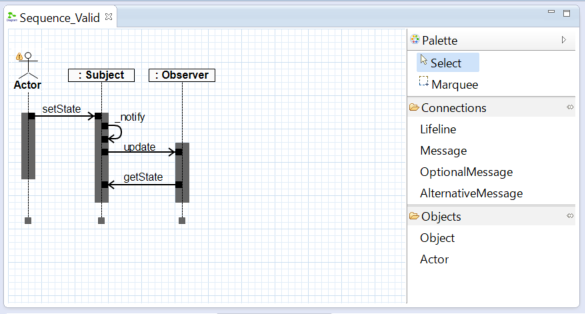 Sequence_Valid
Actor
: Subject
: Observer
setState
_notify
update
getState
Palette
Select
Marquee
Connections
Lifeline
Message
OptionalMessage
AlternativeMessage
Objects
Object
Actor